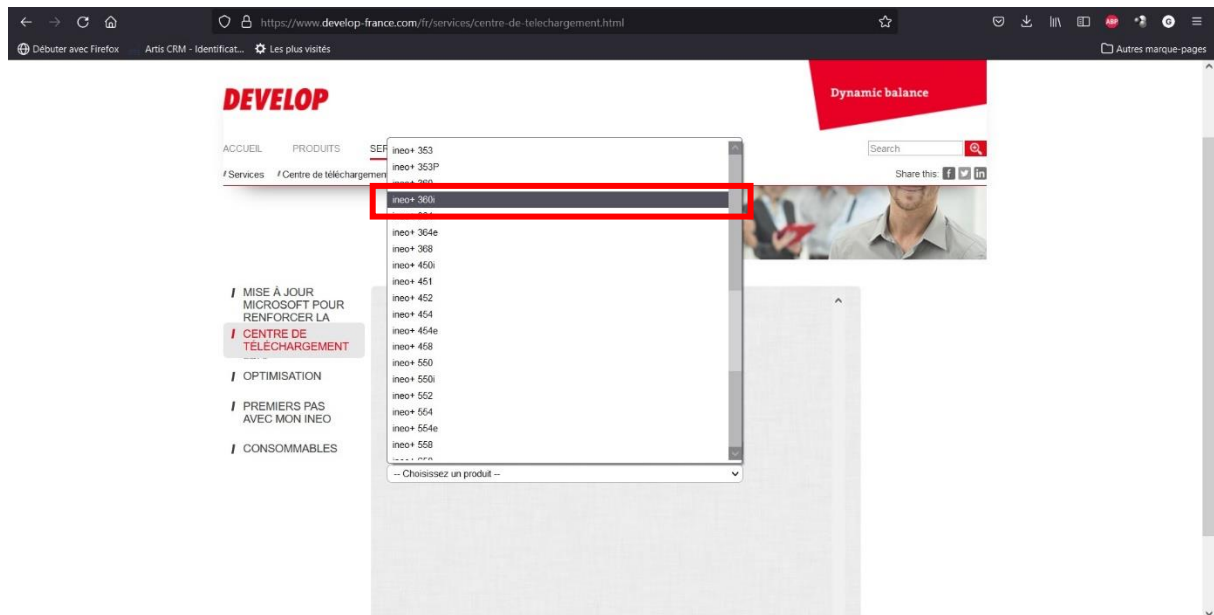 https://www.develop-france.com/fr/services/centre-de-telechargement.html
ABP
G
Débuter avec Firefox
Artis CRM - Identificat...
Les plus visités
Autres marque-pages
DEVELOP
Dynamic balance
ACCUEIL
PRODUITS
SER
Search
/ Services
/ Centre de téléchargemen
Share this:
ineo+ 353
ineo+ 353P
ineo+ 360i
ineo+ 364e
ineo+ 368
ineo+ 450i
ineo+ 451
ineo+ 452
ineo+ 454
ineo+ 454e
ineo+ 458
ineo+ 550
ineo+ 550i
ineo+ 552
ineo+ 554
ineo+ 554e
ineo+ 558
-- Choisissez un produit --
/ MISE À JOUR
MICROSOFT POUR
RENFORCER LA
/ CENTRE DE
TÉLÉCHARGEMENT
/ OPTIMISATION
/ PREMIERS PAS
AVEC MON INEO
/ CONSOMMABLES